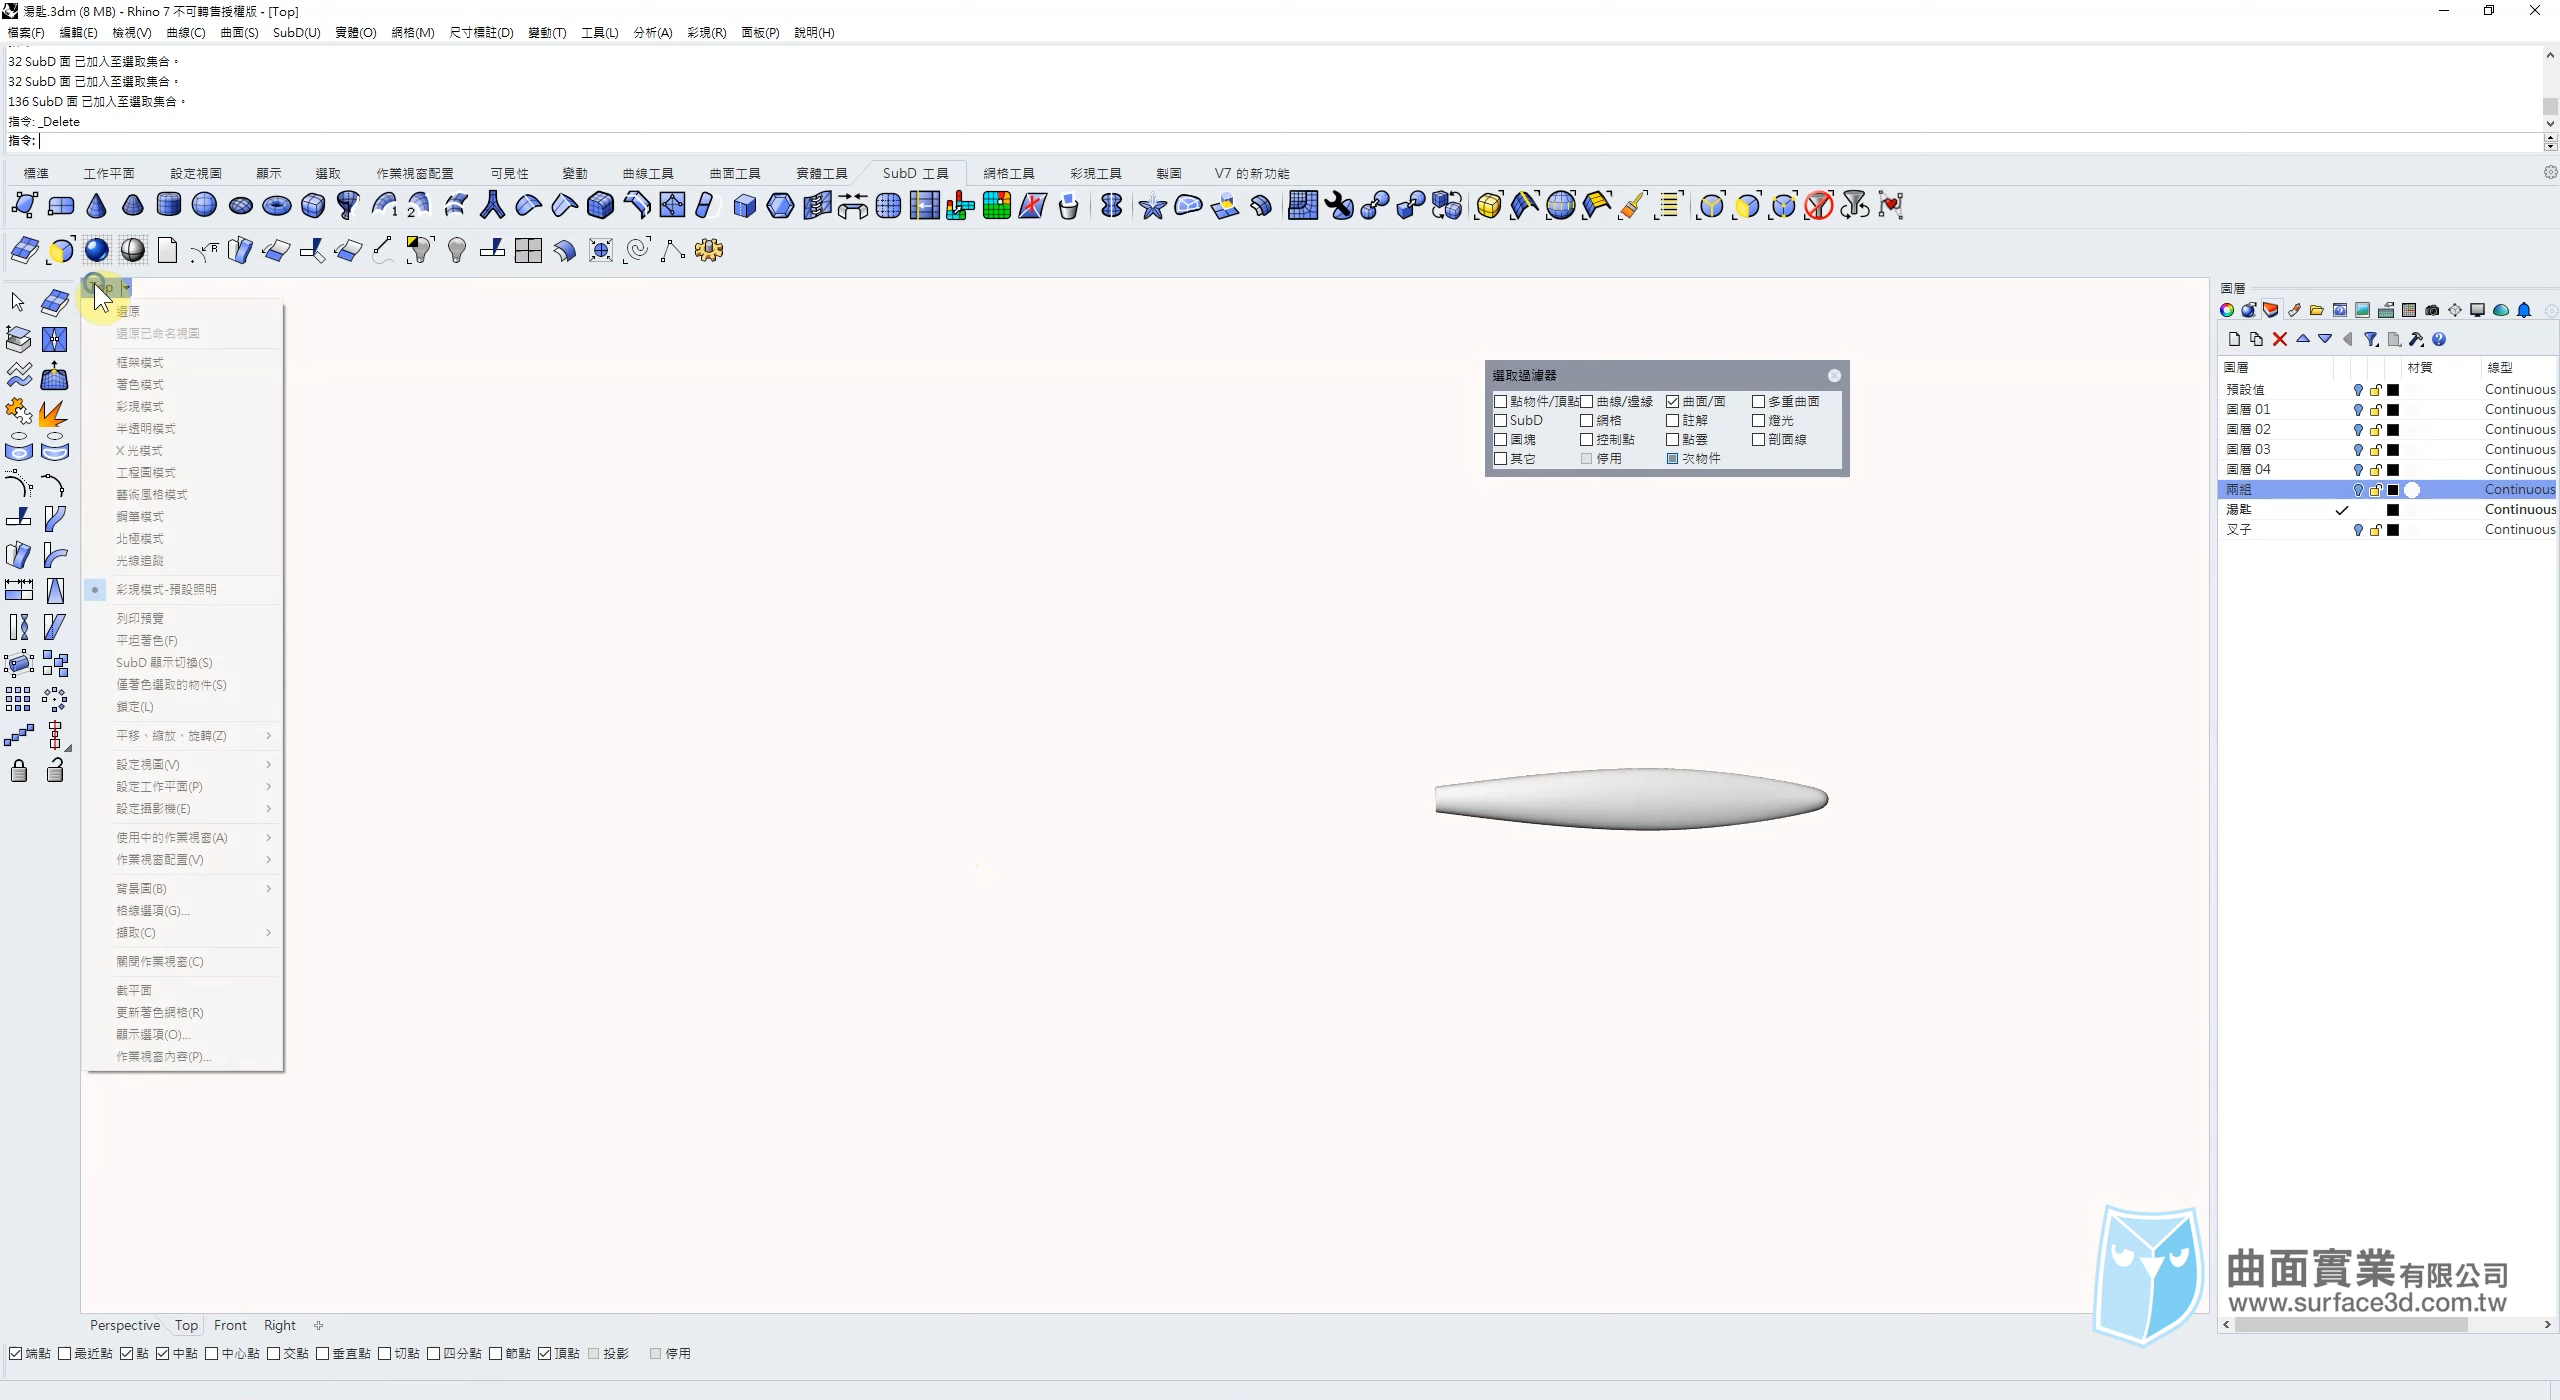 湯匙.3dm (8 MB) - Rhino 7 不可轉售授權版 - [Top]
檔案(F) 編輯(E) 檢視(V) 曲線(C) 曲面(S) SubD(U) 實體(O) 網格(M) 尺寸標註(D) 變動(T) 工具(L) 分析(A) 彩現(R) 面板(P) 說明(H)
32 SubD 面 已加入至選取集合。
32 SubD 面 已加入至選取集合。
136 SubD 面 已加入至選取集合。
指令: _Delete
指令:
標準 工作平面 設定視圖 顯示 選取 作業視窗配置 可見性 變動 曲線工具 曲面工具 實體工具 SubD 工具 網格工具 彩現工具 製圖 V7 的新功能
還原
還原已命名視圖
框架模式
著色模式
彩現模式
半透明模式
X 光模式
工程圖模式
藝術風格模式
鋼筆模式
北極模式
光線追蹤
彩現模式-預設照明
列印預覽
平坦著色(F)
SubD 顯示切換(S)
僅著色選取的物件(S)
鎖定(L)
平移、縮放、旋轉(Z)
設定視圖(V)
設定工作平面(P)
設定攝影機(E)
使用中的作業視窗(A)
作業視窗配置(V)
背景圖(B)
格線選項(G)...
擷取(C)
關閉作業視窗(C)
截平面
更新著色網格(R)
顯示選項(O)...
作業視窗內容(P)...
選取過濾器
點物件/頂點 曲線/邊緣 曲面/面 多重曲面
SubD 網格 註解 燈光
圖塊 控制點 點雲 剖面線
其它 停用 次物件
圖層
圖層 材質 線型
預設值 Continuous
圖層 01 Continuous
圖層 02 Continuous
圖層 03 Continuous
圖層 04 Continuous
兩組 Continuous
湯匙 Continuous
叉子 Continuous
曲面實業有限公司
www.surface3d.com.tw
Perspective Top Front Right
端點 最近點 點 中點 中心點 交點 垂直點 切點 四分點 節點 頂點 投影 停用